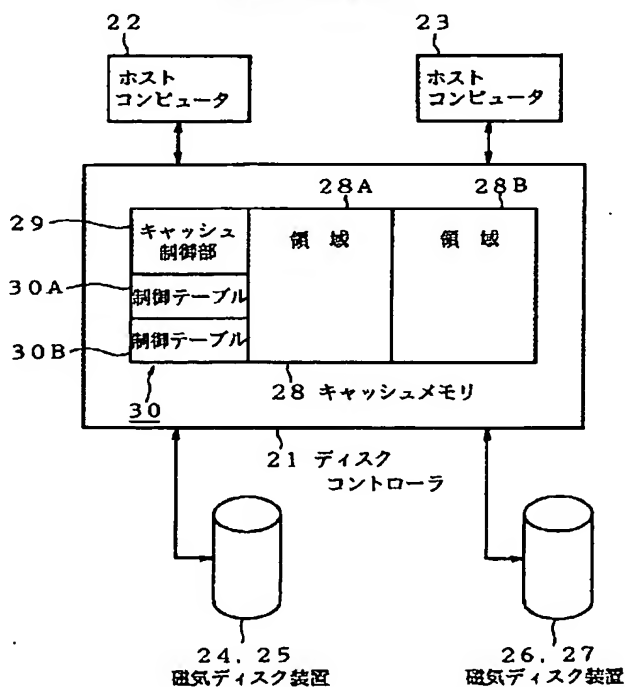 22
23
ホスト
コンピュータ
ホスト
コンピュータ
28A
28B
29
キャッシュ
制御部
領 域
領 域
30A
制御テーブル
30B
制御テーブル
30
28 キャッシュメモリ
21 ディスク
コントローラ
24，25
磁気ディスク装置
26，27
磁気ディスク装置